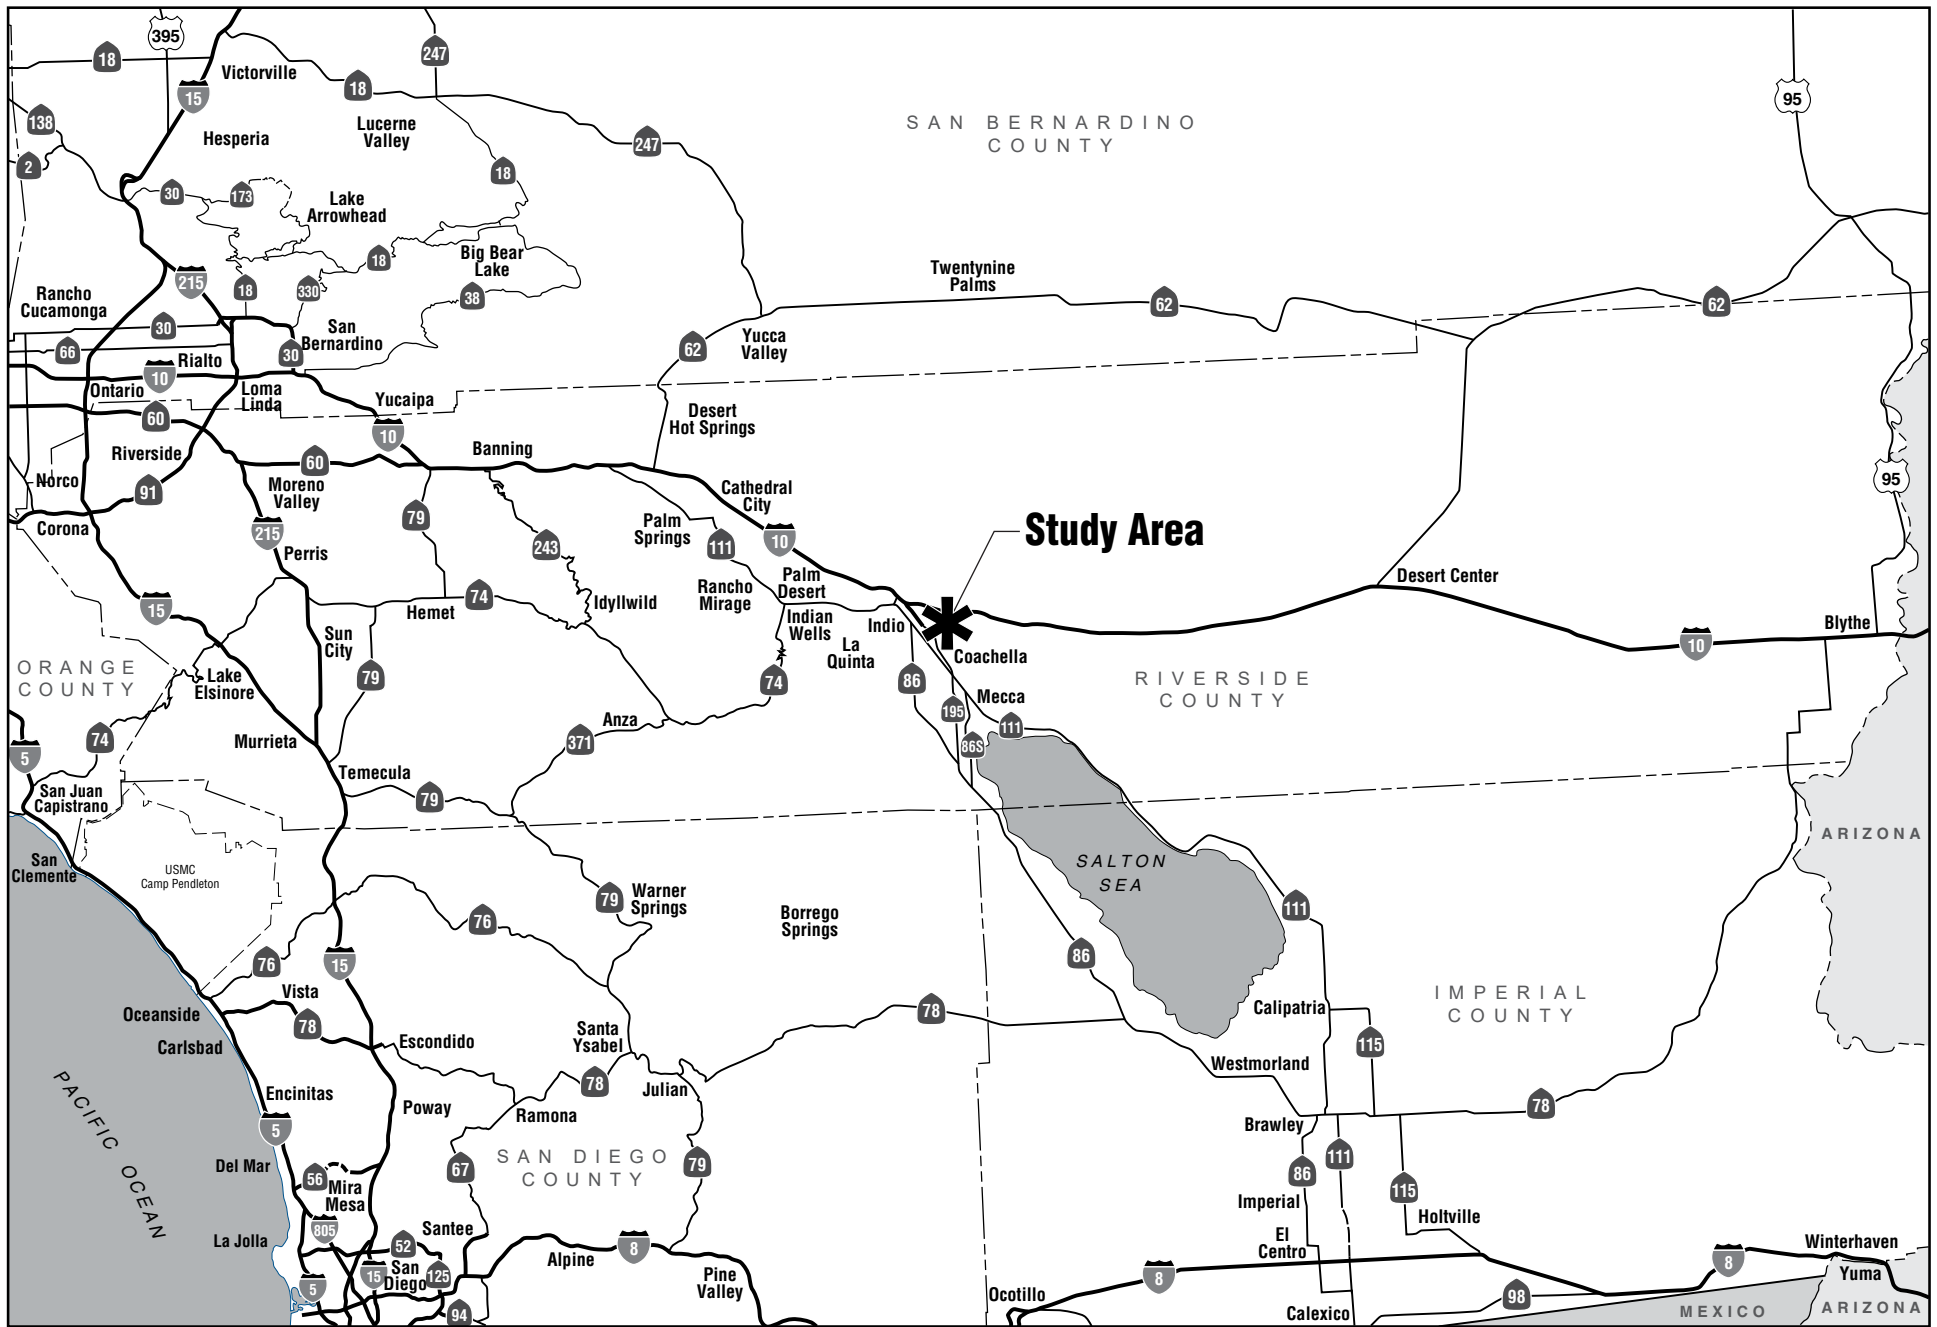 395
18
247
15
Victorville
18
95
138
Hesperia
Lucerne
Valley
SAN BERNARDINO
COUNTY
247
2
18
30
173
Lake
Arrowhead
18
Big Bear
Lake
215
18
330
38
Rancho
Cucamonga
Twentynine
Palms
62
62
30
San
Bernardino
66
30
62
Yucca
Valley
Rialto
10
Ontario
Loma
Linda
Yucaipa
60
Desert
Hot Springs
10
Riverside
Banning
60
Norco
91
Moreno
Valley
Cathedral
City
95
Corona
79
Palm
Springs
215
243
111
10
Study Area
Perris
Palm
Desert
Desert Center
15
Hemet
74
Idyllwild
Rancho
Mirage
Indian
Wells
Indio
Blythe
Sun
City
La
Quinta
Coachella
10
ORANGE
COUNTY
Lake
Elsinore
79
74
86
RIVERSIDE
COUNTY
Mecca
195
111
Anza
74
Murrieta
371
86S
5
Temecula
San Juan
Capistrano
79
ARIZONA
San
Clemente
USMC
Camp Pendleton
SALTON
SEA
79
Warner
Springs
76
Borrego
Springs
111
76
15
86
Vista
IMPERIAL
COUNTY
Oceanside
78
Calipatria
78
Carlsbad
Escondido
Santa
Ysabel
115
Westmorland
PACIFIC OCEAN
Encinitas
78
Julian
Poway
Ramona
78
5
Brawley
Del Mar
56
67
SAN DIEGO
COUNTY
79
111
86
Mira
Mesa
115
Imperial
805
Santee
Holtville
La Jolla
52
El
Centro
Winterhaven
8
Alpine
8
8
15
San
Diego
125
Pine
Valley
Yuma
5
Ocotillo
98
94
Calexico
MEXICO
ARIZONA